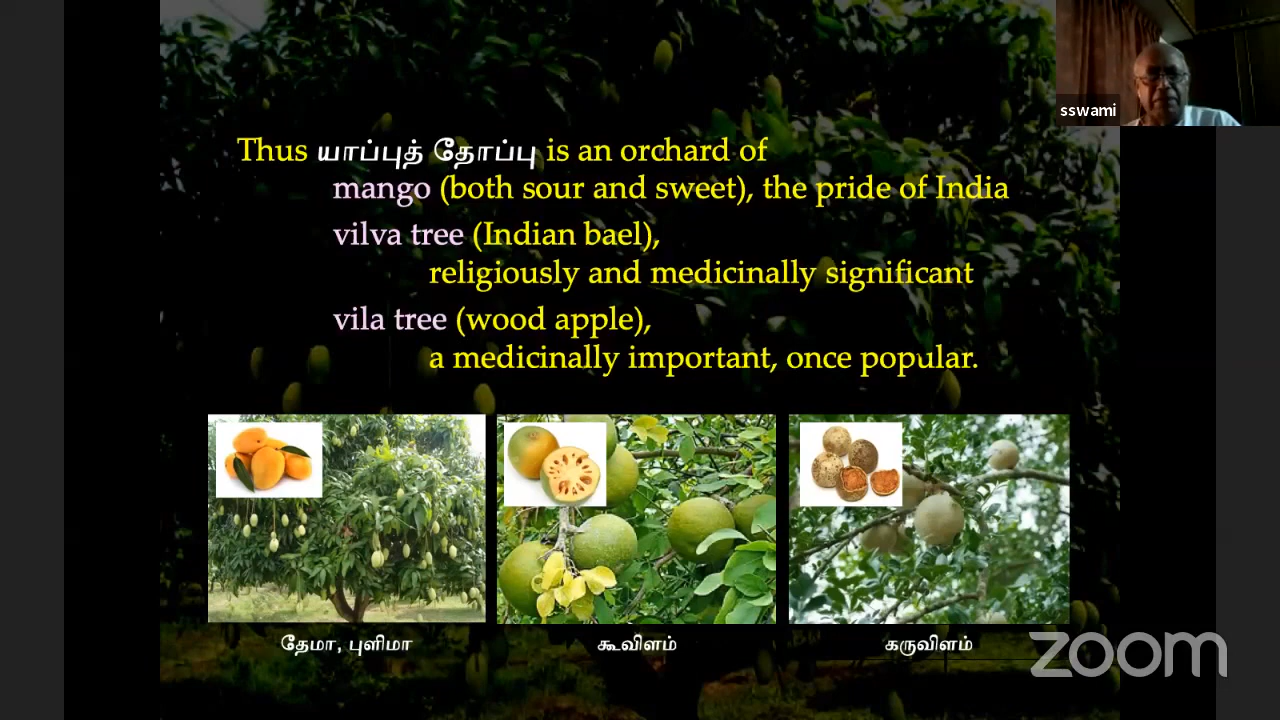 Thus யாப்புத் தோப்பு is an orchard of
mango (both sour and sweet), the pride of India
vilva tree (Indian bael),
religiously and medicinally significant
vila tree (wood apple),
a medicinally important, once popular.
தேமா, புளிமா
கூவிளம்
கருவிளம்
sswami
zoom